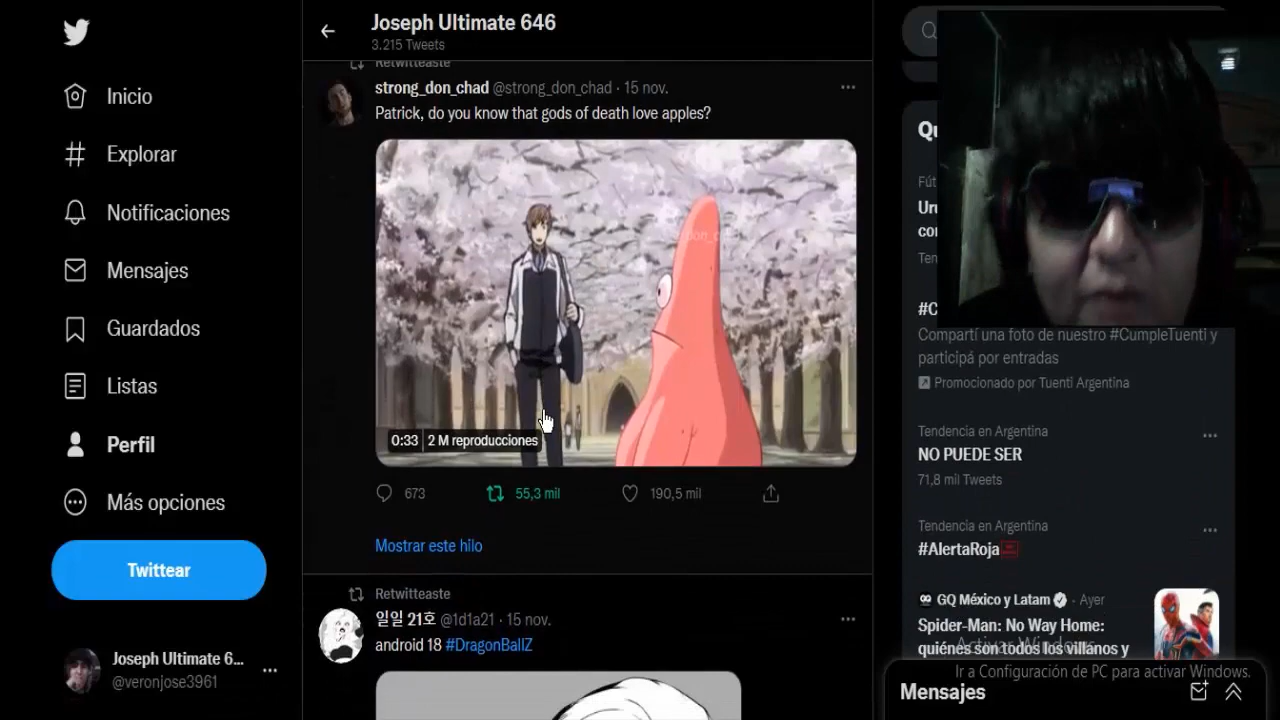 Joseph Ultimate 646
3.215 Tweets
Inicio
Explorar
Notificaciones
Mensajes
Guardados
Listas
Perfil
Más opciones
Twittear
Joseph Ultimate 6...
@veronjose3961
Retwitteaste
strong_don_chad @strong_don_chad · 15 nov.
Patrick, do you know that gods of death love apples?
0:33 2 M reproducciones
673 55,3 mil 190,5 mil
Mostrar este hilo
Retwitteaste
일일 21호 @1d1a21 · 15 nov.
android 18 #DragonBallZ
Compartí una foto de nuestro #CumpleTuenti y
participá por entradas
Promocionado por Tuenti Argentina
Tendencia en Argentina
NO PUEDE SER
71,8 mil Tweets
Tendencia en Argentina
#AlertaRoja
GQ México y Latam · Ayer
Spider-Man: No Way Home:
quiénes son todos los villanos y
Activar Windows
Ir a Configuración de PC para activar Windows.
Mensajes